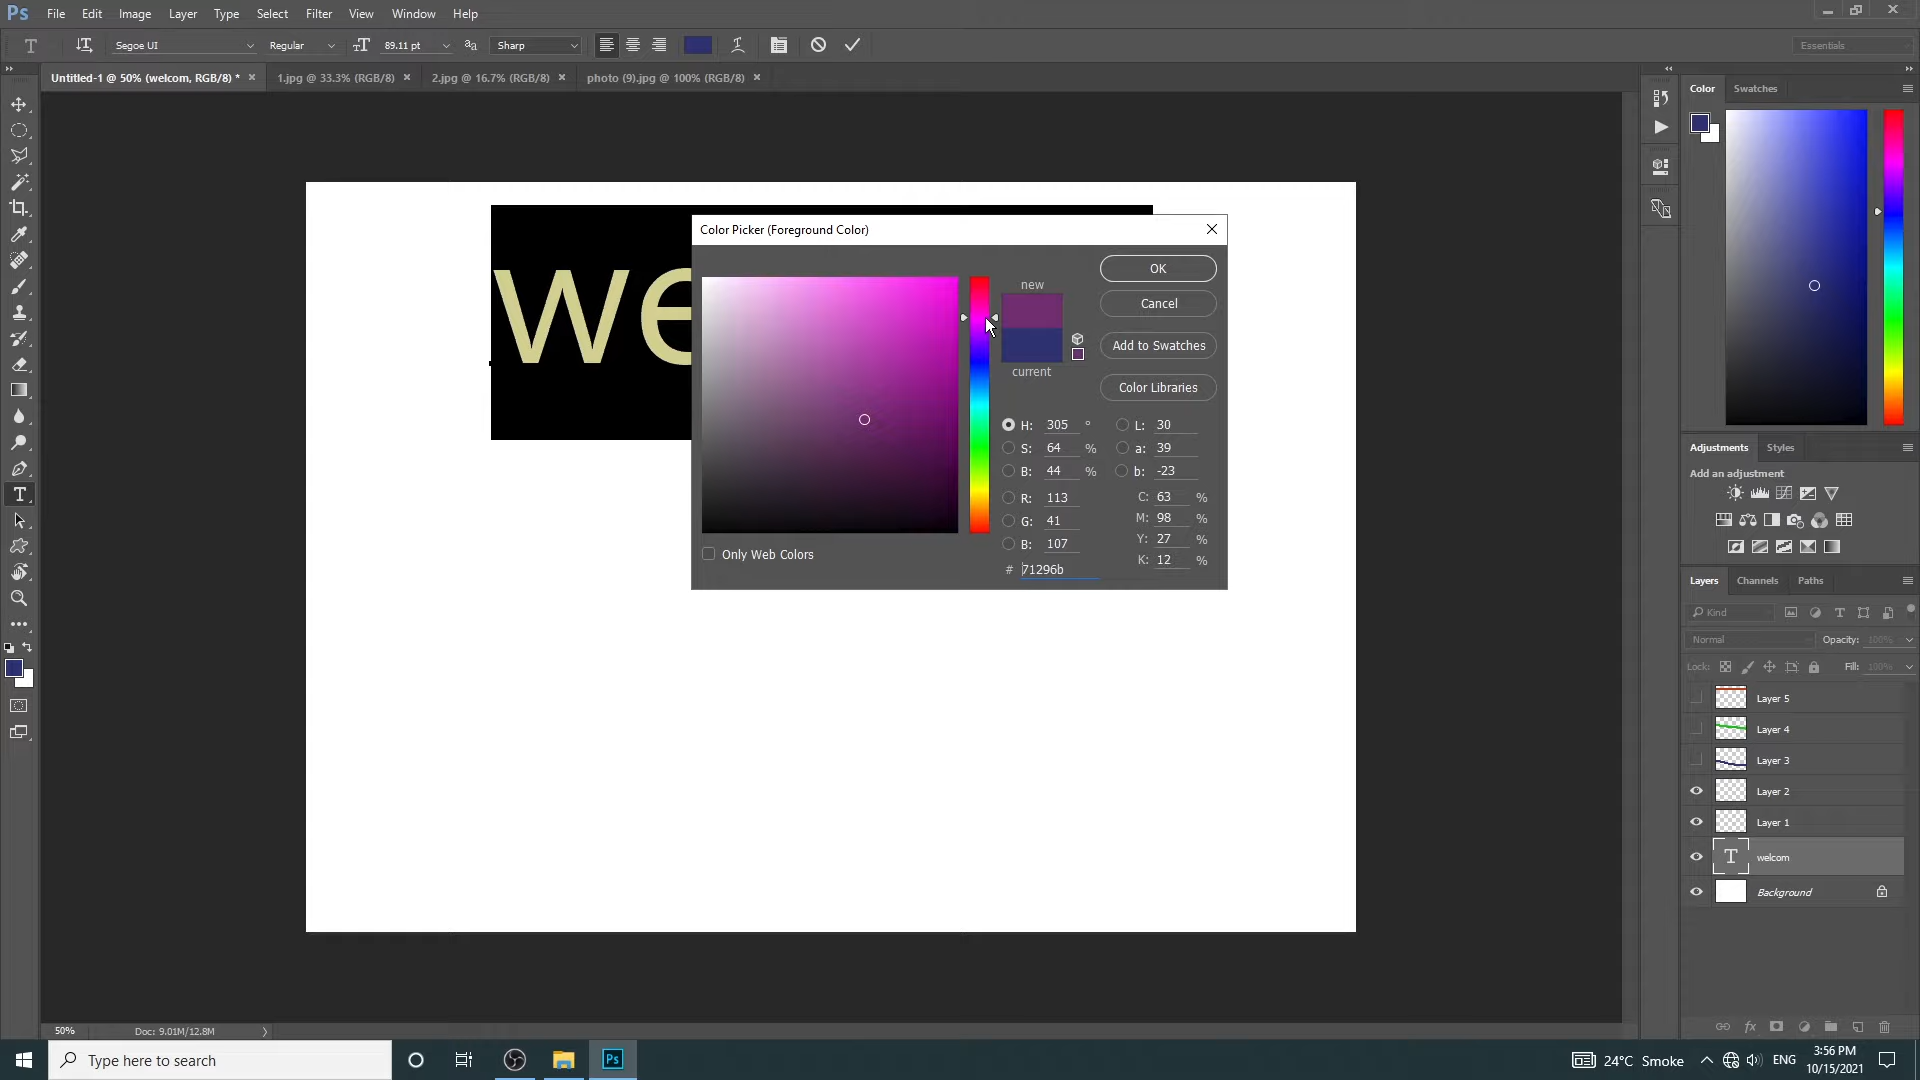 Ps File Edit Image Layer Type Select Filter View Window Help
T Segoe UI Regular 89.11 pt Sharp Essentials
Untitled-1 @ 50% (welcom, RGB/8) * 1.jpg @ 33.3% (RGB/8) 2.jpg @ 16.7% (RGB/8) photo (9).jpg @ 100% (RGB/8)
Color Swatches
we
Color Picker (Foreground Color)
new
current
OK
Cancel
Add to Swatches
Color Libraries
H: 305 ° L: 30
S: 64 % a: 39
B: 44 % b: -23
R: 113 C: 63 %
G: 41 M: 98 %
B: 107 Y: 27 %
# 71296b K: 12 %
Only Web Colors
Adjustments Styles
Add an adjustment
Layers Channels Paths
Kind
Normal Opacity: 100%
Lock: Fill: 100%
Layer 5
Layer 4
Layer 3
Layer 2
Layer 1
T welcom
Background
fx
50% Doc: 9.01M/12.8M
Type here to search
Ps
24°C Smoke ENG 3:56 PM
10/15/2021